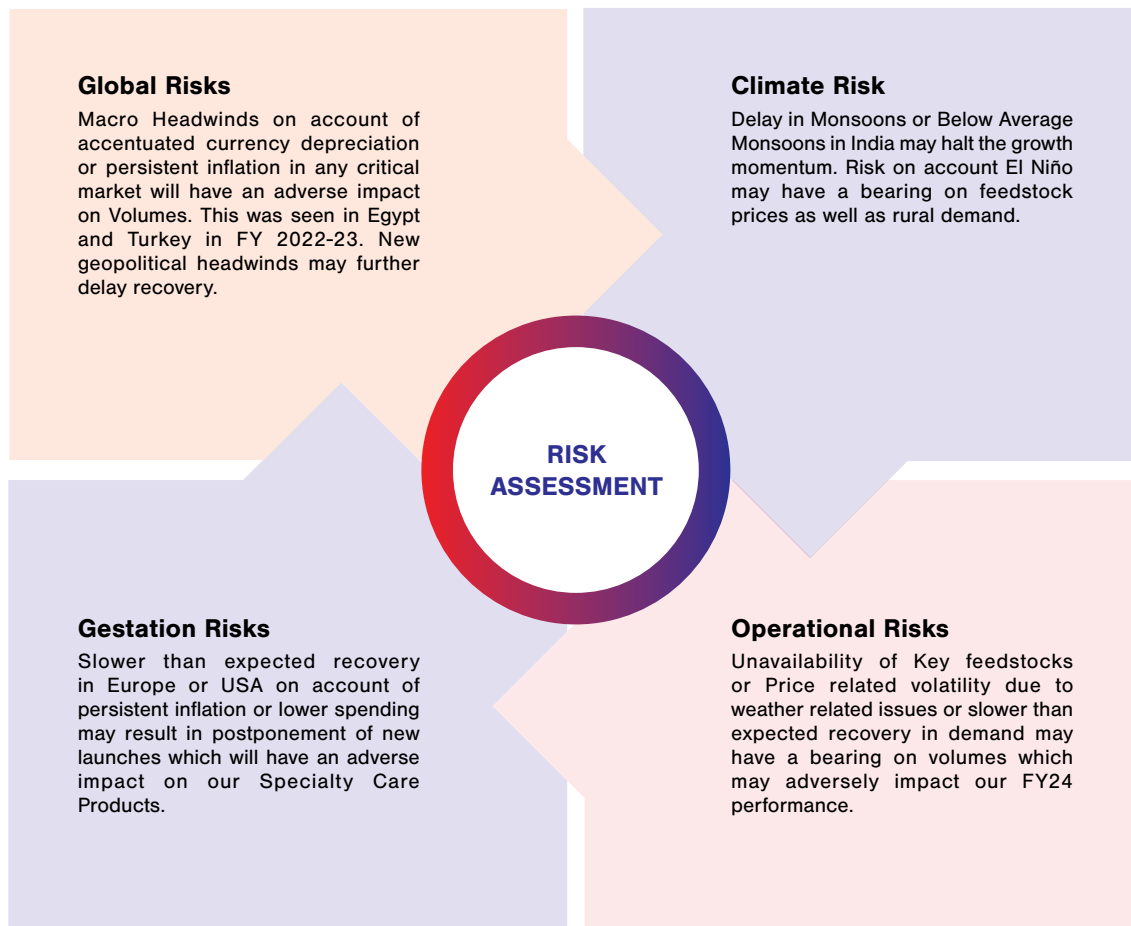 Global Risks
Macro Headwinds on account of
accentuated currency depreciation
or persistent inflation in any critical
market will have an adverse impact
on Volumes. This was seen in Egypt
and Turkey in FY 2022-23. New
geopolitical headwinds may further
delay recovery.
Climate Risk
Delay in Monsoons or Below Average
Monsoons in India may halt the growth
momentum. Risk on account El Niño
may have a bearing on feedstock
prices as well as rural demand.
RISK
ASSESSMENT
Gestation Risks
Slower than expected recovery
in Europe or USA on account of
persistent inflation or lower spending
may result in postponement of new
launches which will have an adverse
impact on our Specialty Care
Products.
Operational Risks
Unavailability of Key feedstocks
or Price related volatility due to
weather related issues or slower than
expected recovery in demand may
have a bearing on volumes which
may adversely impact our FY24
performance.